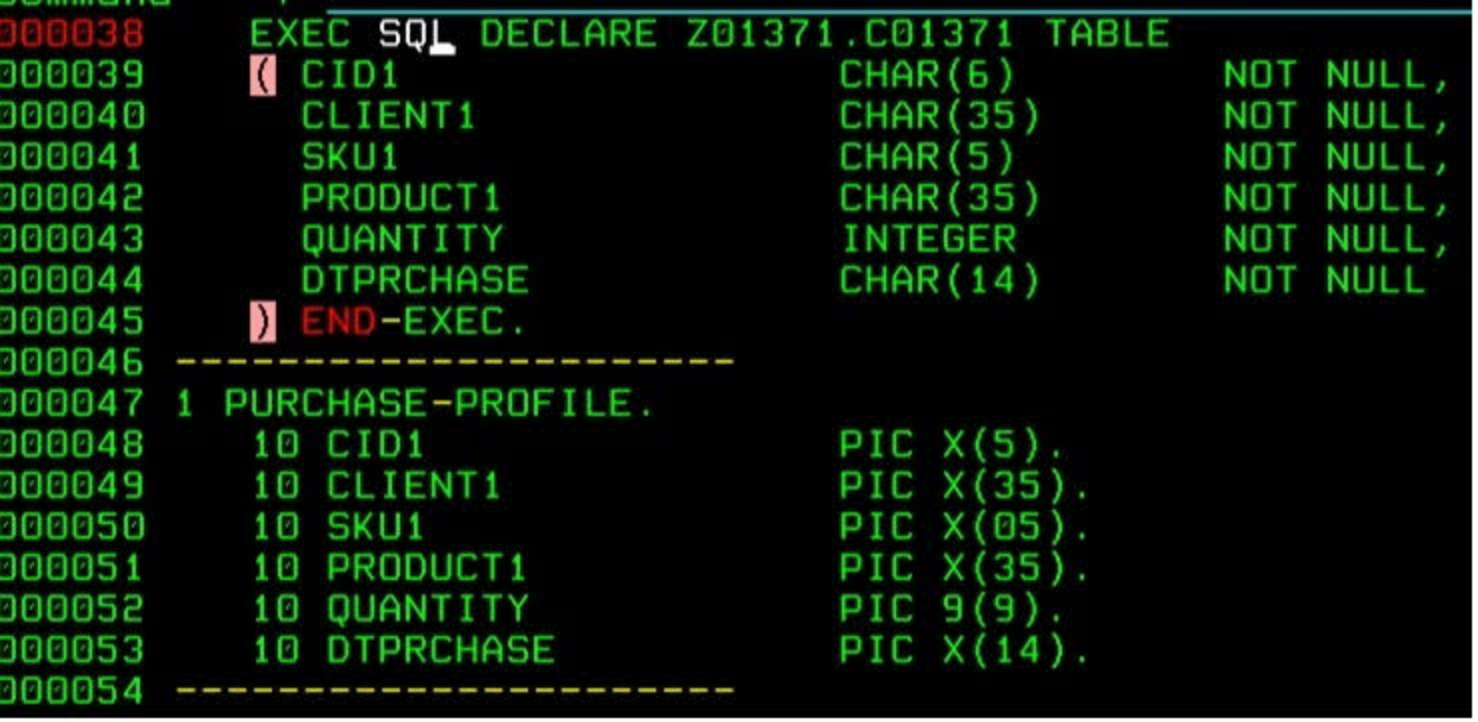 000038 EXEC SQL DECLARE Z01371.C01371 TABLE
000039 ( CID1 CHAR(6) NOT NULL,
000040 CLIENT1 CHAR(35) NOT NULL,
000041 SKU1 CHAR(5) NOT NULL,
000042 PRODUCT1 CHAR(35) NOT NULL,
000043 QUANTITY INTEGER NOT NULL,
000044 DTPRCHASE CHAR(14) NOT NULL
000045 ) END-EXEC.
000046 ----------------------
000047 1 PURCHASE-PROFILE.
000048 10 CID1 PIC X(5).
000049 10 CLIENT1 PIC X(35).
000050 10 SKU1 PIC X(05).
000051 10 PRODUCT1 PIC X(35).
000052 10 QUANTITY PIC 9(9).
000053 10 DTPRCHASE PIC X(14).
000054 ----------------------